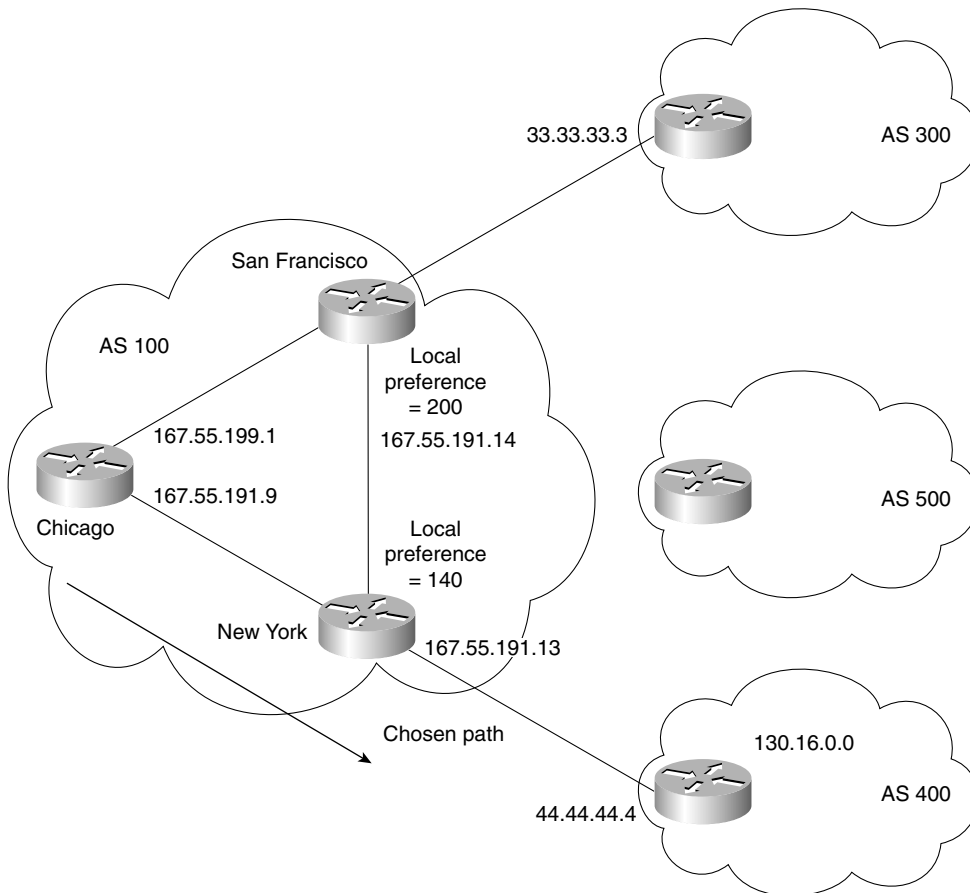 AS 300
33.33.33.3
San Francisco
AS 100
Local
preference
= 200
167.55.199.1
167.55.191.14
167.55.191.9
AS 500
Chicago
Local
preference
= 140
New York
167.55.191.13
Chosen path
130.16.0.0
AS 400
44.44.44.4